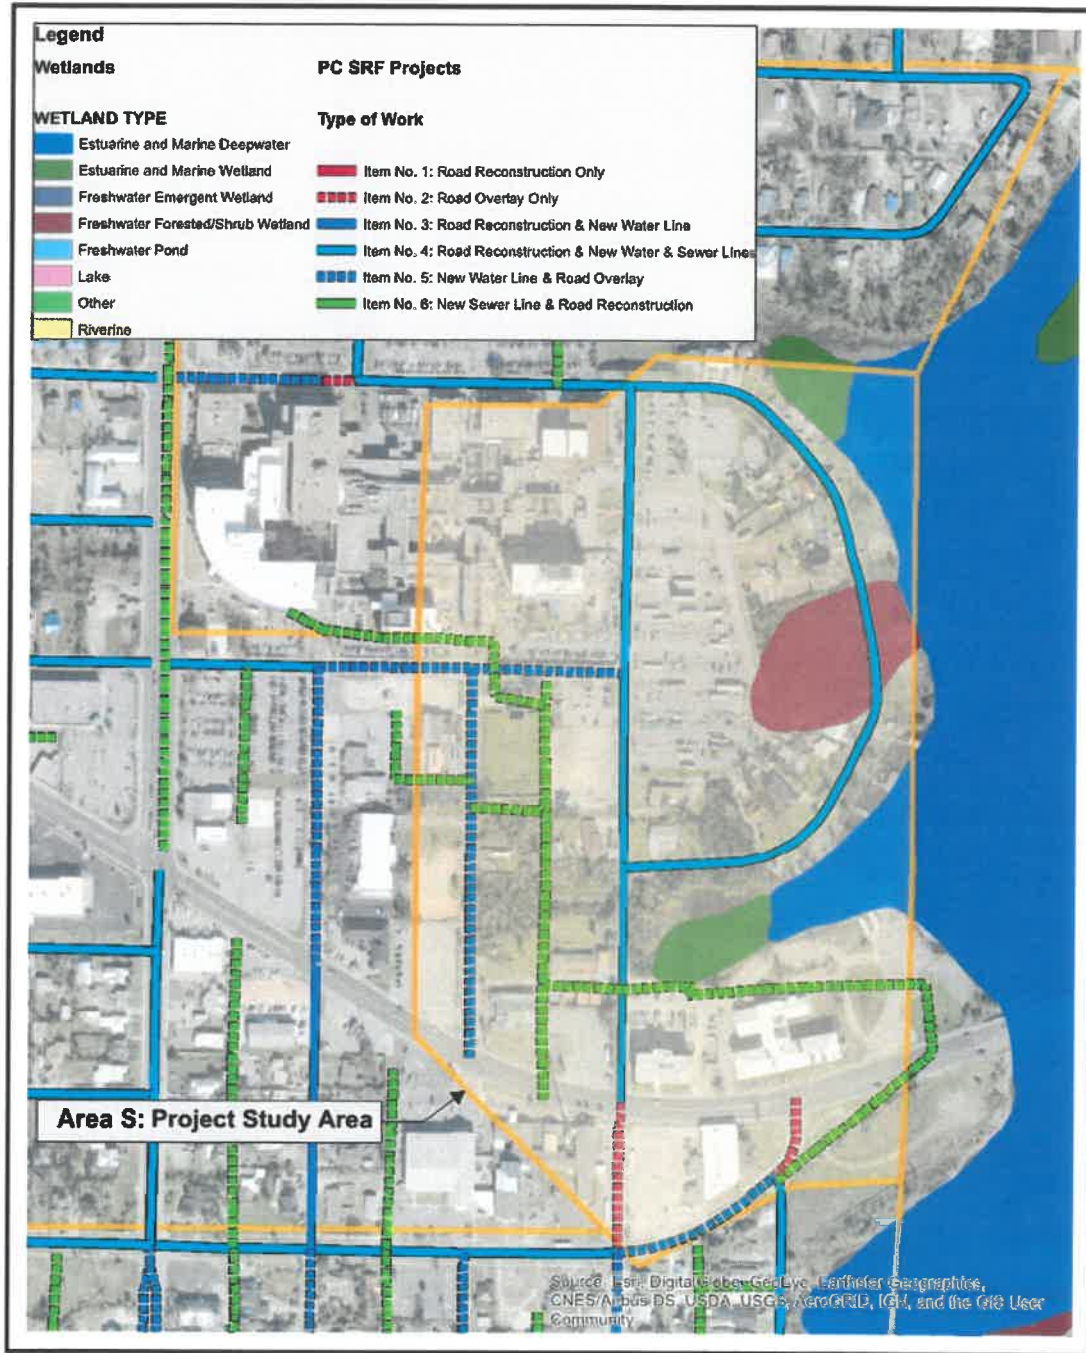 Legend
Wetlands
PC SRF Projects
WETLAND TYPE
Type of Work
Estuarine and Marine Deepwater
Estuarine and Marine Wetland
Freshwater Emergent Wetland
Freshwater Forested/Shrub Wetland
Freshwater Pond
Lake
Other
Riverine
Item No. 1: Road Reconstruction Only
Item No. 2: Road Overlay Only
Item No. 3: Road Reconstruction & New Water Line
Item No. 4: Road Reconstruction & New Water & Sewer Lines
Item No. 5: New Water Line & Road Overlay
Item No. 6: New Sewer Line & Road Reconstruction
Area S: Project Study Area
Source: Esri, DigitalGlobe, GeoEye, Earthstar Geographics,
CNES/Airbus DS, USDA, USGS, AeroGRID, IGN, and the GIS User
Community